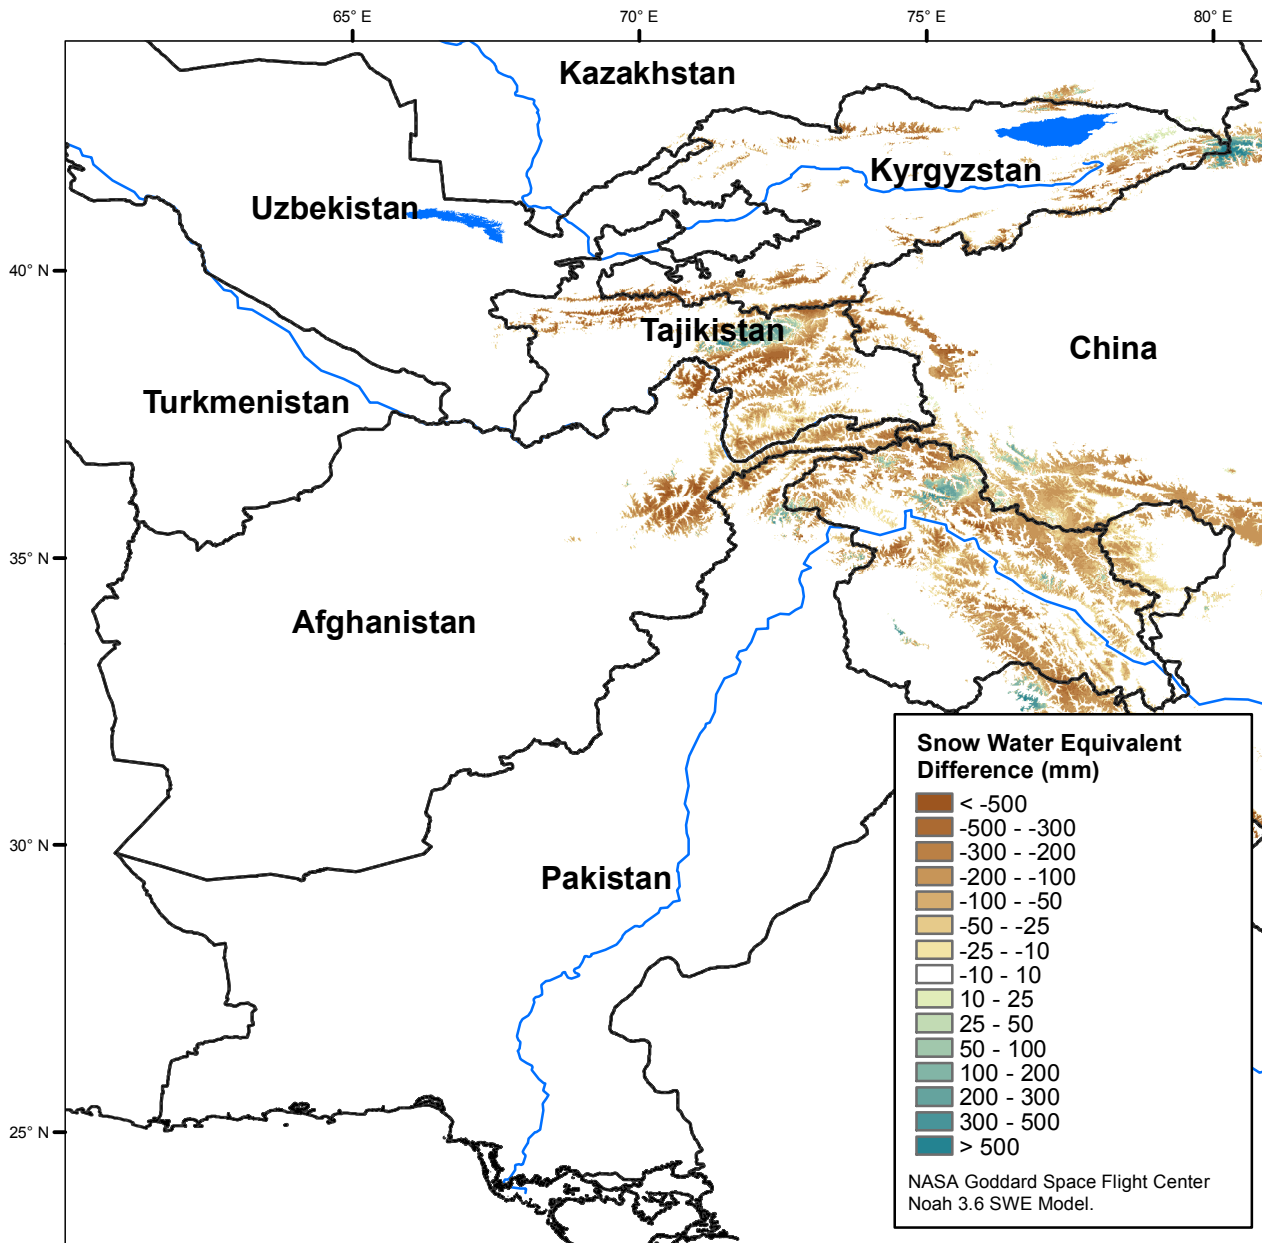 65° E
70° E
75° E
80° E
Kazakhstan
Kyrgyzstan
Uzbekistan
40° N
Tajikistan
China
Turkmenistan
35° N
Afghanistan
30° N
Pakistan
25° N
Snow Water Equivalent
Difference (mm)
< -500
-500 - -300
-300 - -200
-200 - -100
-100 - -50
-50 - -25
-25 - -10
-10 - 10
10 - 25
25 - 50
50 - 100
100 - 200
200 - 300
300 - 500
> 500
NASA Goddard Space Flight Center
Noah 3.6 SWE Model.